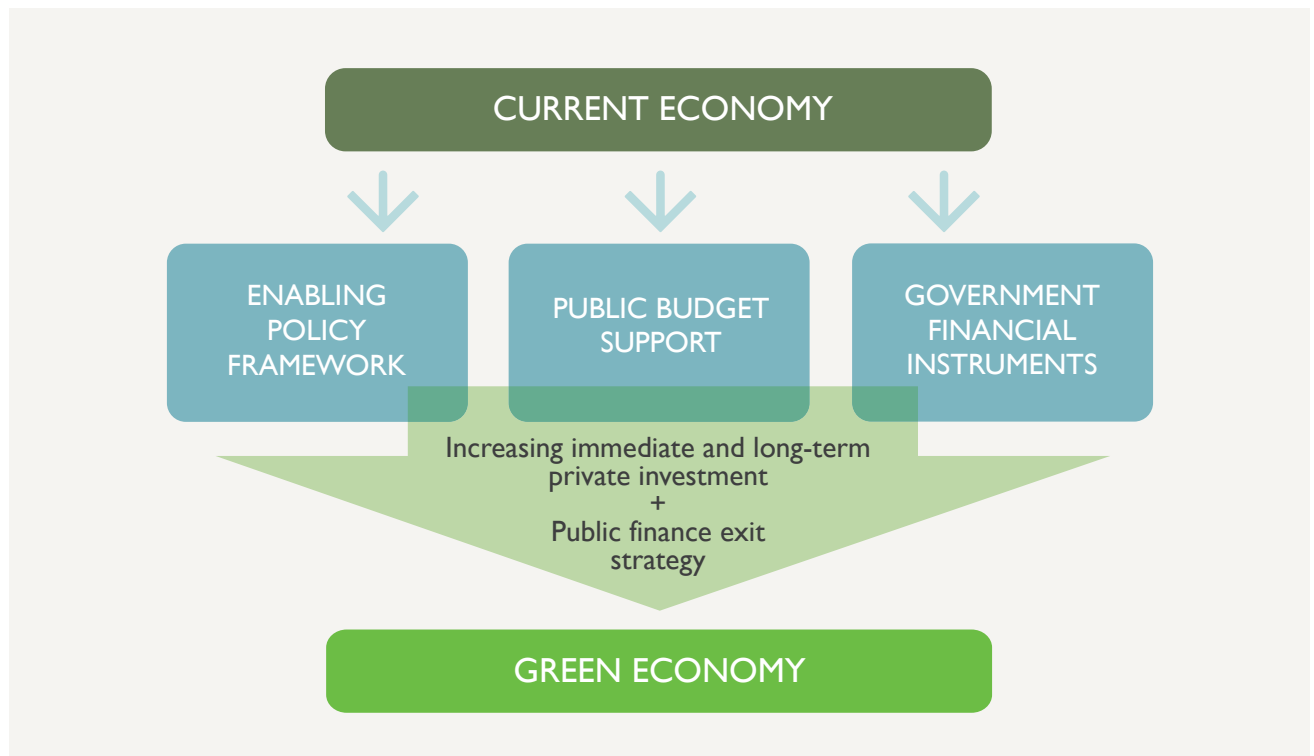 CURRENT ECONOMY
ENABLING
POLICY
FRAMEWORK
PUBLIC BUDGET
SUPPORT
GOVERNMENT
FINANCIAL
INSTRUMENTS
Increasing immediate and long-term
private investment
+
Public finance exit
strategy
GREEN ECONOMY